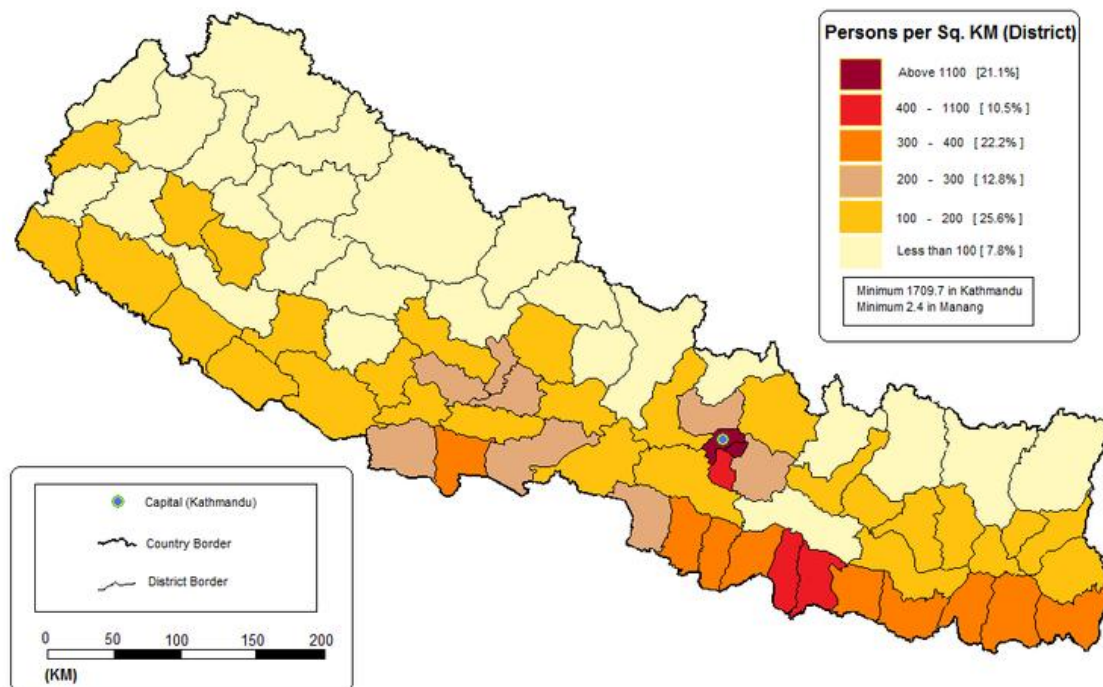 Persons per Sq. KM (District)
Above 1100 [21.1%]
400 - 1100 [ 10.5% ]
300 - 400 [ 22.2% ]
200 - 300 [ 12.8% ]
100 - 200 [ 25.6% ]
Less than 100 [ 7.8% ]
Minimum 1709.7 in Kathmandu
Minimum 2.4 in Manang
Capital (Kathmandu)
Country Border
District Border
0 50 100 150 200
(KM)